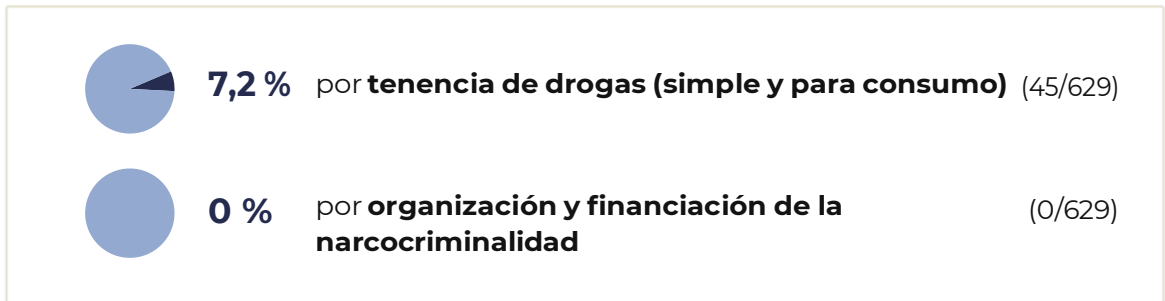 7,2 % por tenencia de drogas (simple y para consumo) (45/629)
0 % por organización y financiación de la (0/629)
narcocriminalidad